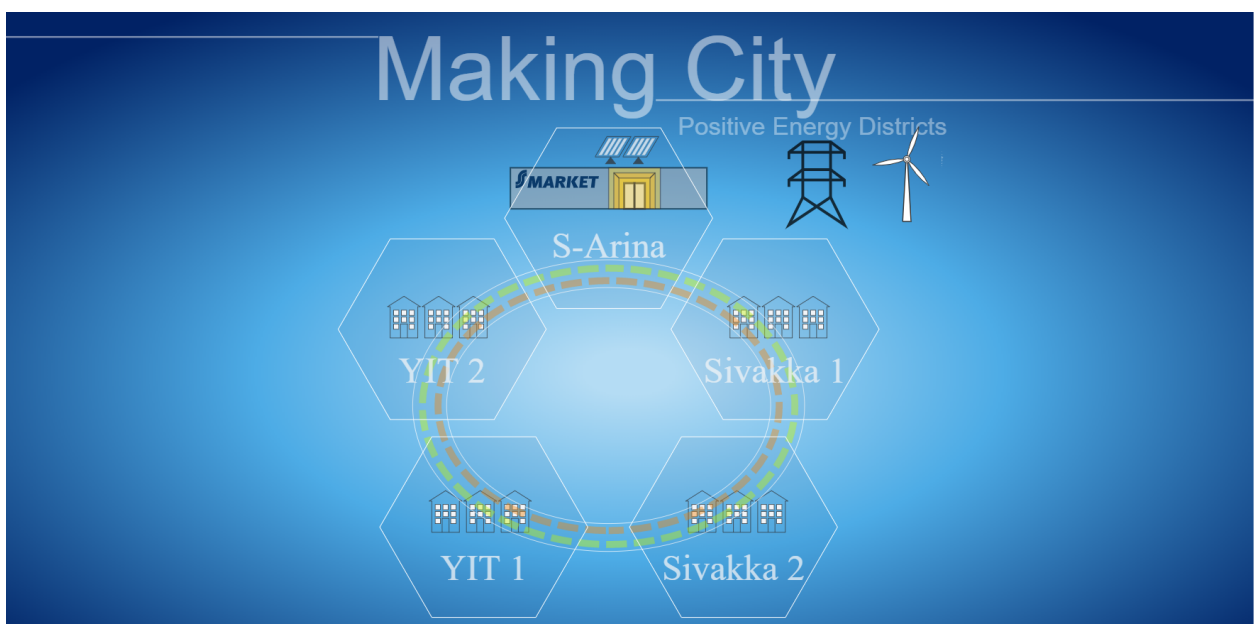 Making City
Positive Energy Districts
S MARKET
S-Arina
YIT 2
Sivakka 1
YIT 1
Sivakka 2